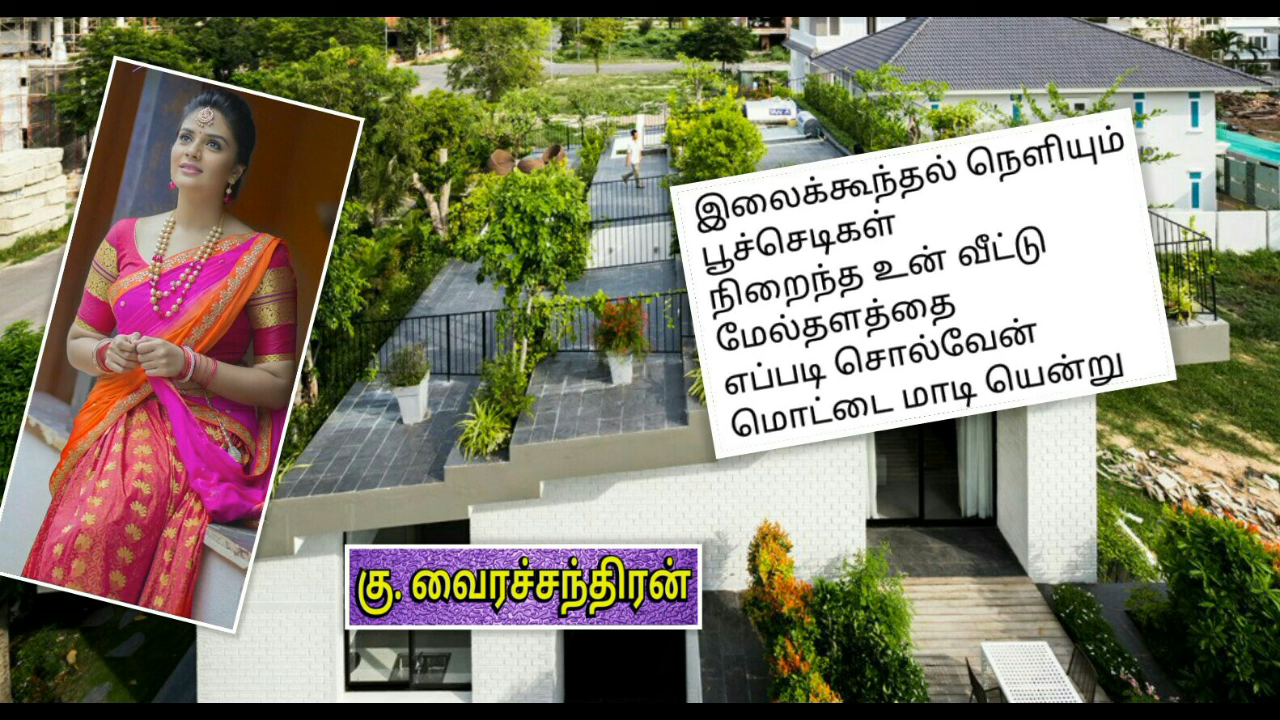 இலைக்கூந்தல் நெளியும்
பூச்செடிகள்
நிறைந்த உன் வீட்டு
மேல்தளத்தை
எப்படி சொல்வேன்
மொட்டை மாடி யென்று
கு. வைரச்சந்திரன்